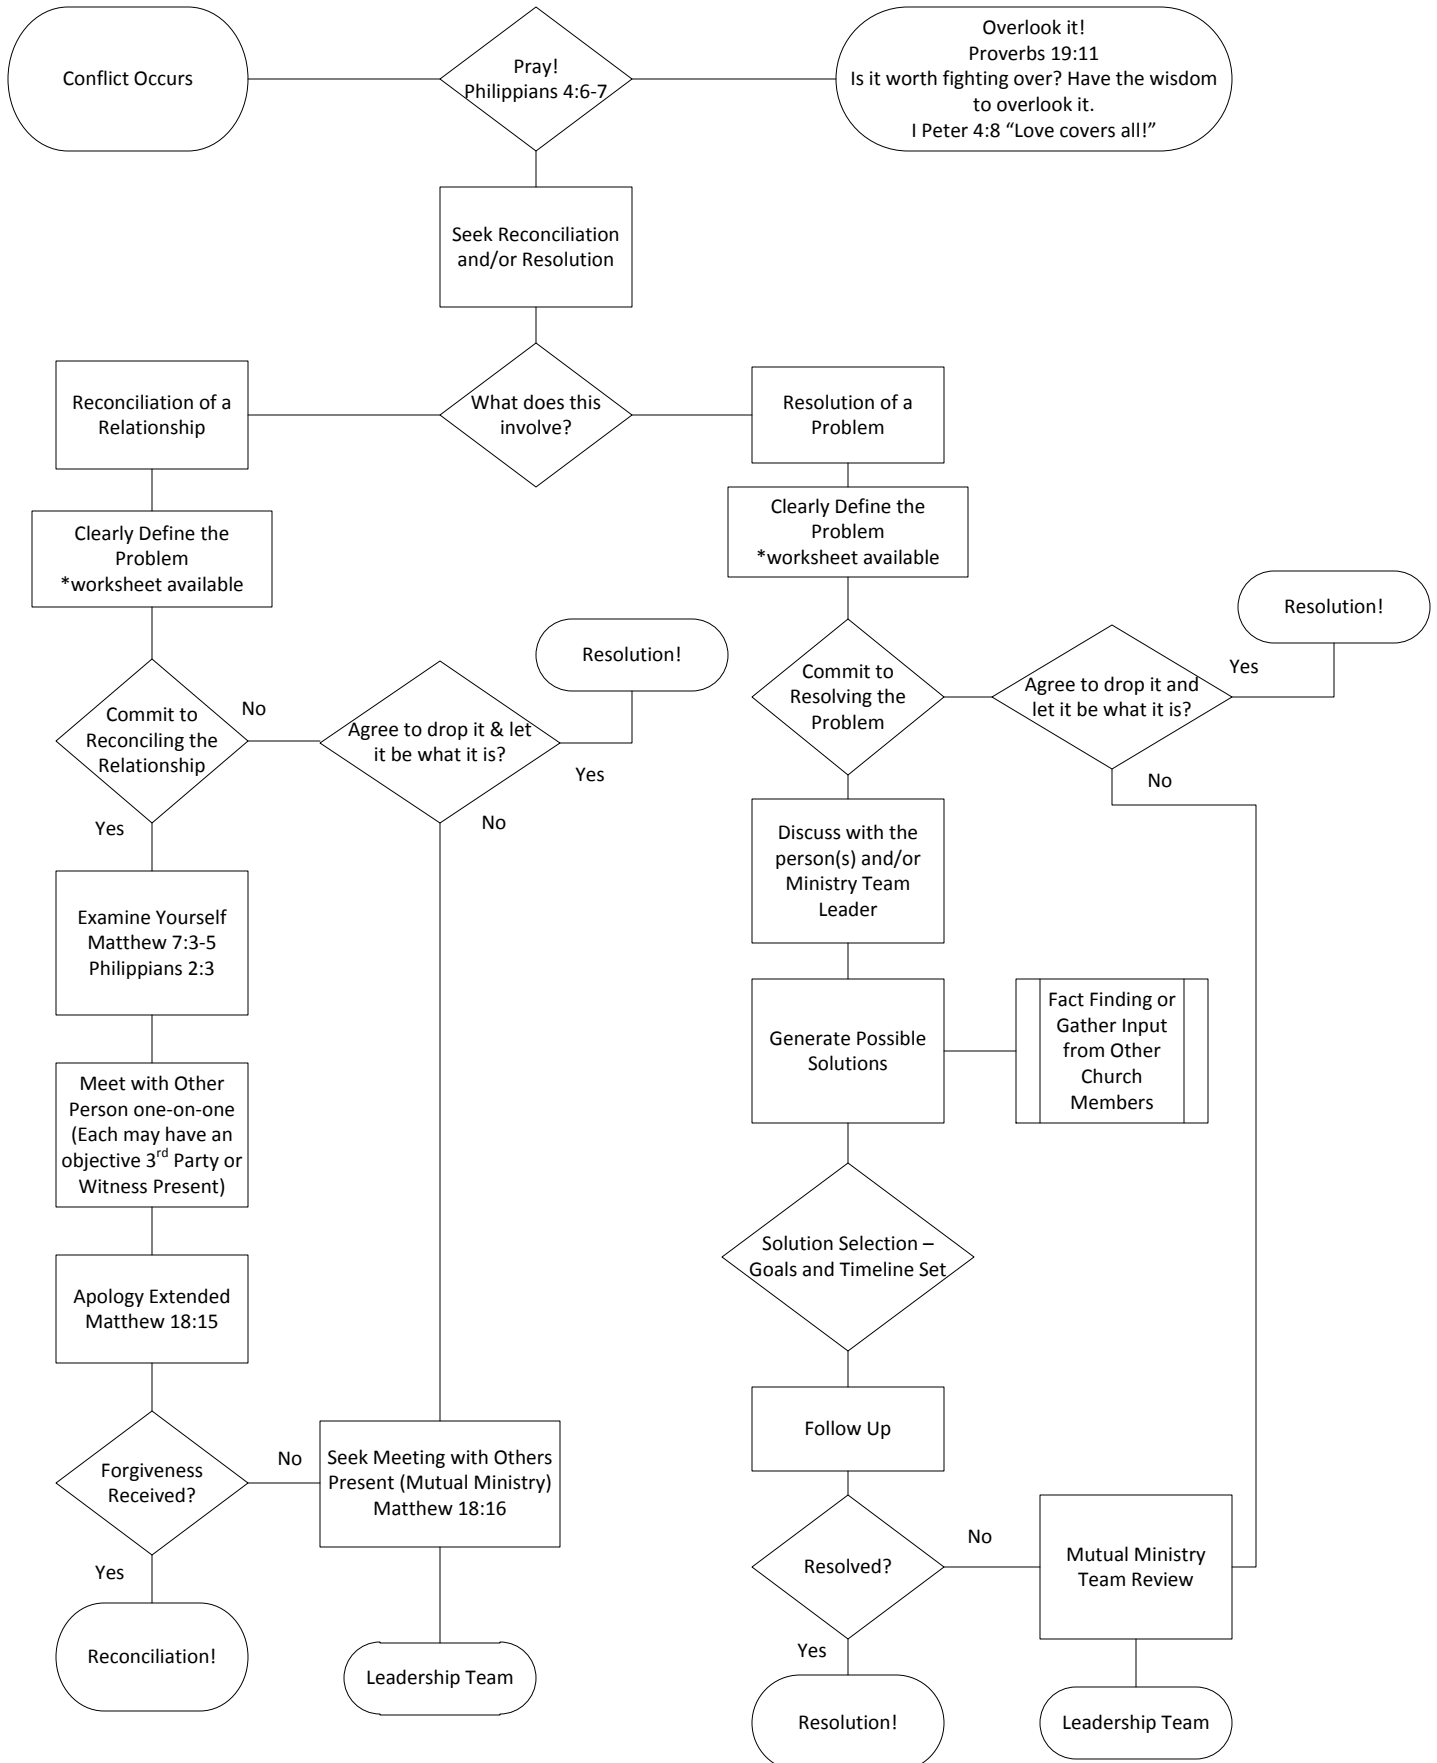 Conflict Occurs
Pray!
Philippians 4:6-7
Overlook it!
Proverbs 19:11
Is it worth fighting over? Have the wisdom
to overlook it.
I Peter 4:8 “Love covers all!”
Seek Reconciliation
and/or Resolution
What does this
involve?
Reconciliation of a
Relationship
Clearly Define the
Problem
*worksheet available
Commit to
Reconciling the
Relationship
No
Agree to drop it & let
it be what it is?
Yes
Resolution!
No
Yes
Examine Yourself
Matthew 7:3-5
Philippians 2:3
Meet with Other
Person one-on-one
(Each may have an
objective 3rd Party or
Witness Present)
Apology Extended
Matthew 18:15
Forgiveness
Received?
No
Seek Meeting with Others
Present (Mutual Ministry)
Matthew 18:16
Yes
Reconciliation!
Leadership Team
Resolution of a
Problem
Clearly Define the
Problem
*worksheet available
Commit to
Resolving the
Problem
Agree to drop it and
let it be what it is?
Yes
Resolution!
No
Discuss with the
person(s) and/or
Ministry Team
Leader
Generate Possible
Solutions
Fact Finding or
Gather Input
from Other
Church
Members
Solution Selection –
Goals and Timeline Set
Follow Up
Resolved?
No
Mutual Ministry
Team Review
Yes
Resolution!
Leadership Team